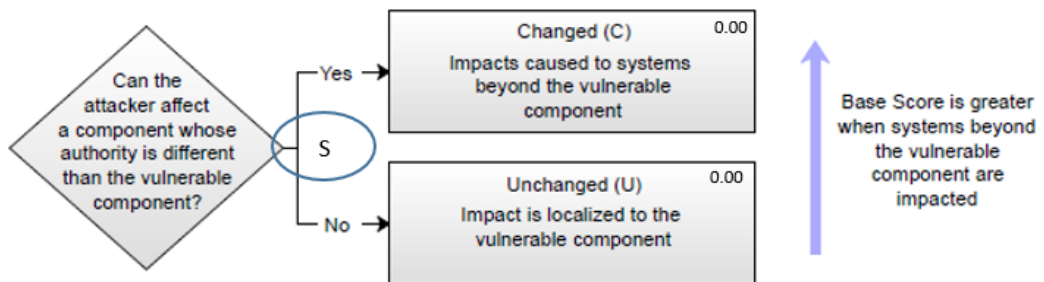 Can the
attacker affect
a component whose
authority is different
than the vulnerable
component?
S
Yes
No
Changed (C)
0.00
Impacts caused to systems
beyond the vulnerable
component
Unchanged (U)
0.00
Impact is localized to the
vulnerable component
Base Score is greater
when systems beyond
the vulnerable
component are
impacted